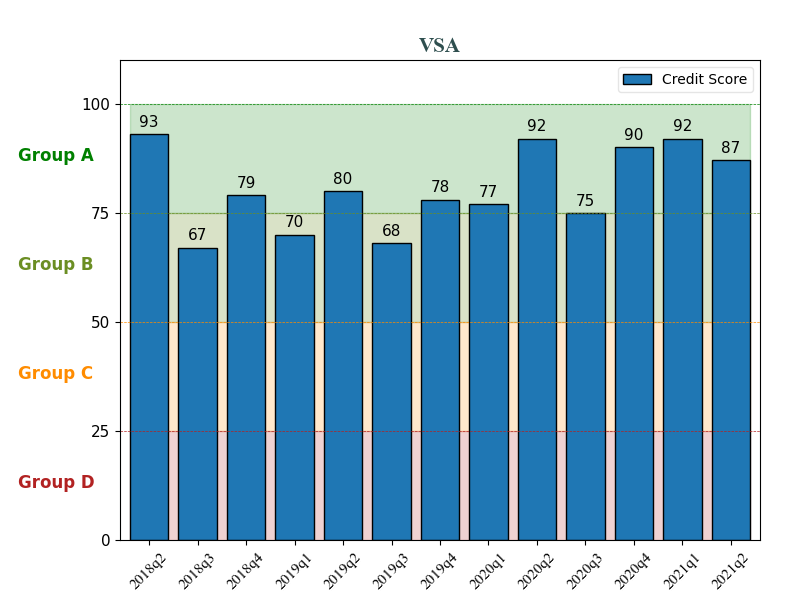 VSA
Credit Score
100
75
50
25
0
Group A
Group B
Group C
Group D
93
67
79
70
80
68
78
77
92
75
90
92
87
2018q2
2018q3
2018q4
2019q1
2019q2
2019q3
2019q4
2020q1
2020q2
2020q3
2020q4
2021q1
2021q2